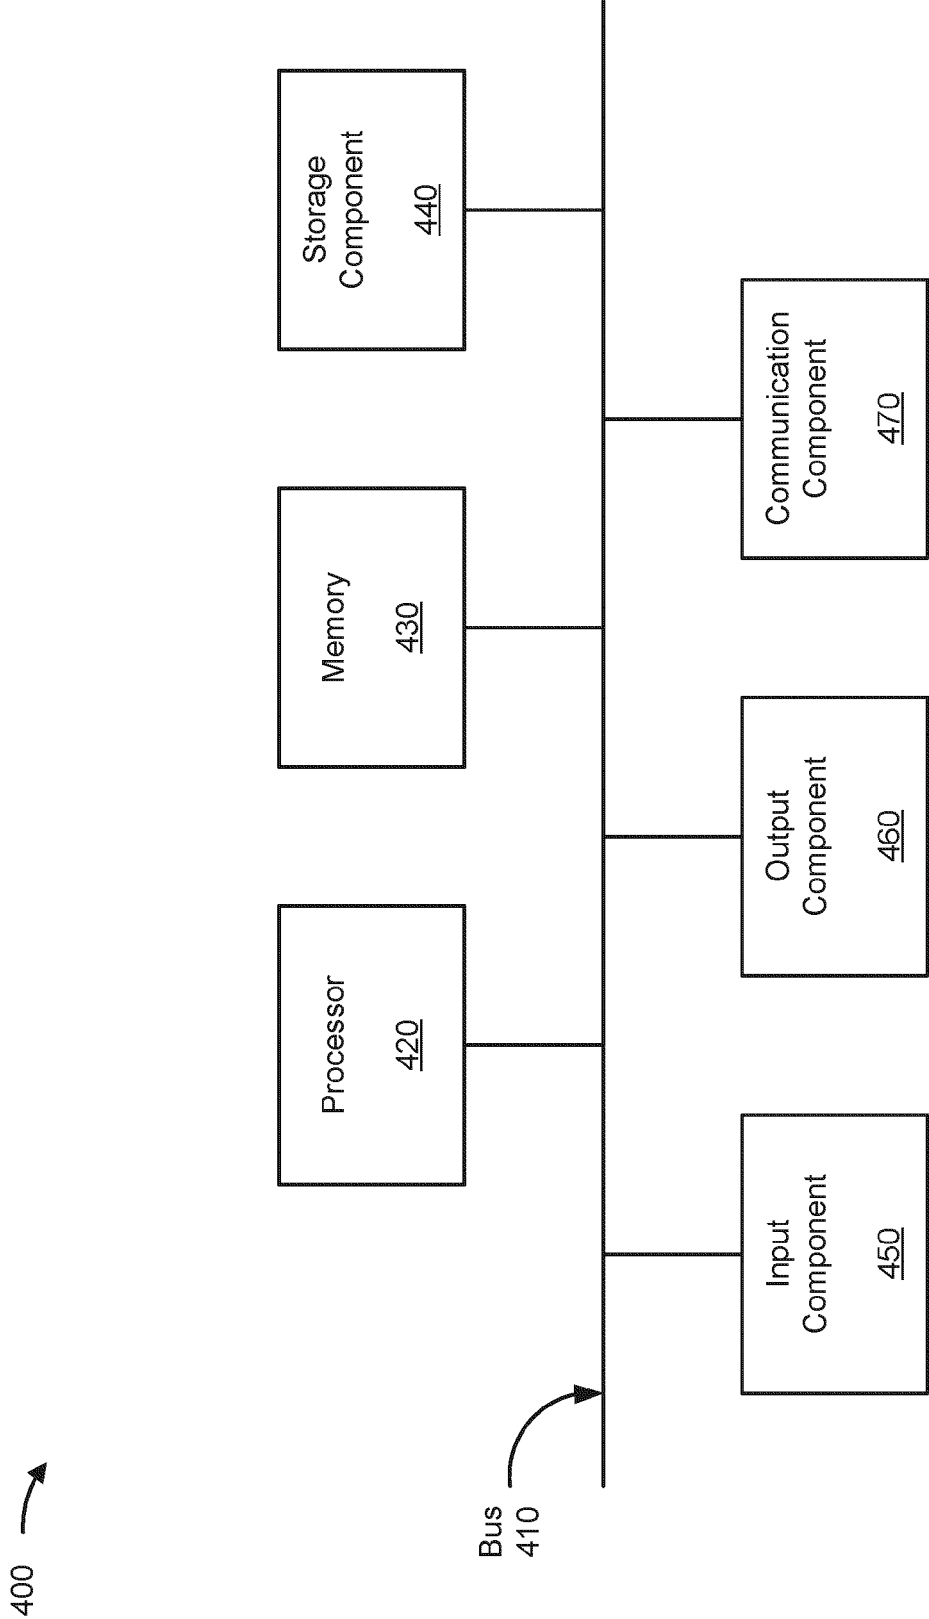 400
Bus
410
Processor
420
Memory
430
Storage
Component
440
Input
Component
450
Output
Component
460
Communication
Component
470